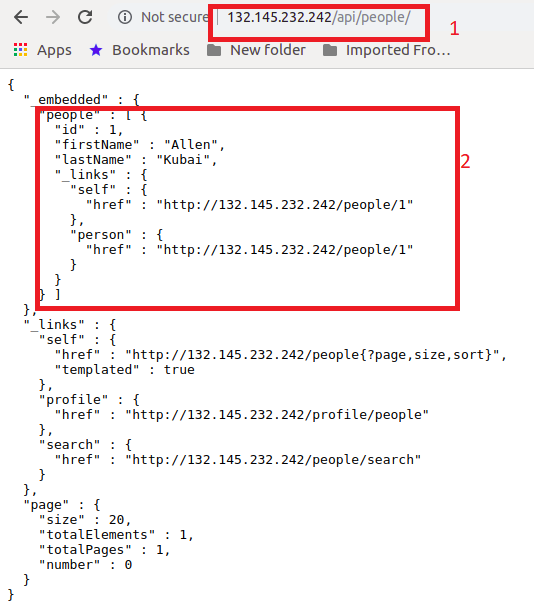 Not secure | 132.145.232.242/api/people/
1
Apps Bookmarks New folder Imported Fro...
{
"_embedded" : {
"people" : [ {
"id" : 1,
"firstName" : "Allen",
"lastName" : "Kubai",
2
"_links" : {
"self" : {
"href" : "http://132.145.232.242/people/1"
},
"person" : {
"href" : "http://132.145.232.242/people/1"
}
}
} ]
},
"_links" : {
"self" : {
"href" : "http://132.145.232.242/people{?page,size,sort}",
"templated" : true
},
"profile" : {
"href" : "http://132.145.232.242/profile/people"
},
"search" : {
"href" : "http://132.145.232.242/people/search"
}
},
"page" : {
"size" : 20,
"totalElements" : 1,
"totalPages" : 1,
"number" : 0
}
}